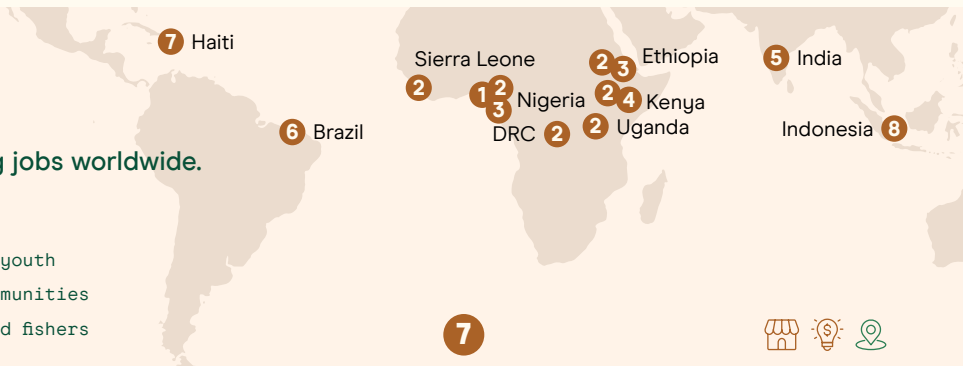 7 Haiti
Sierra Leone
2
1 2
3
Nigeria
2 3 Ethiopia
2 4 Kenya
2 Uganda
DRC 2
5 India
Indonesia 8
6 Brazil
jobs worldwide.
youth
munities
d fishers
7